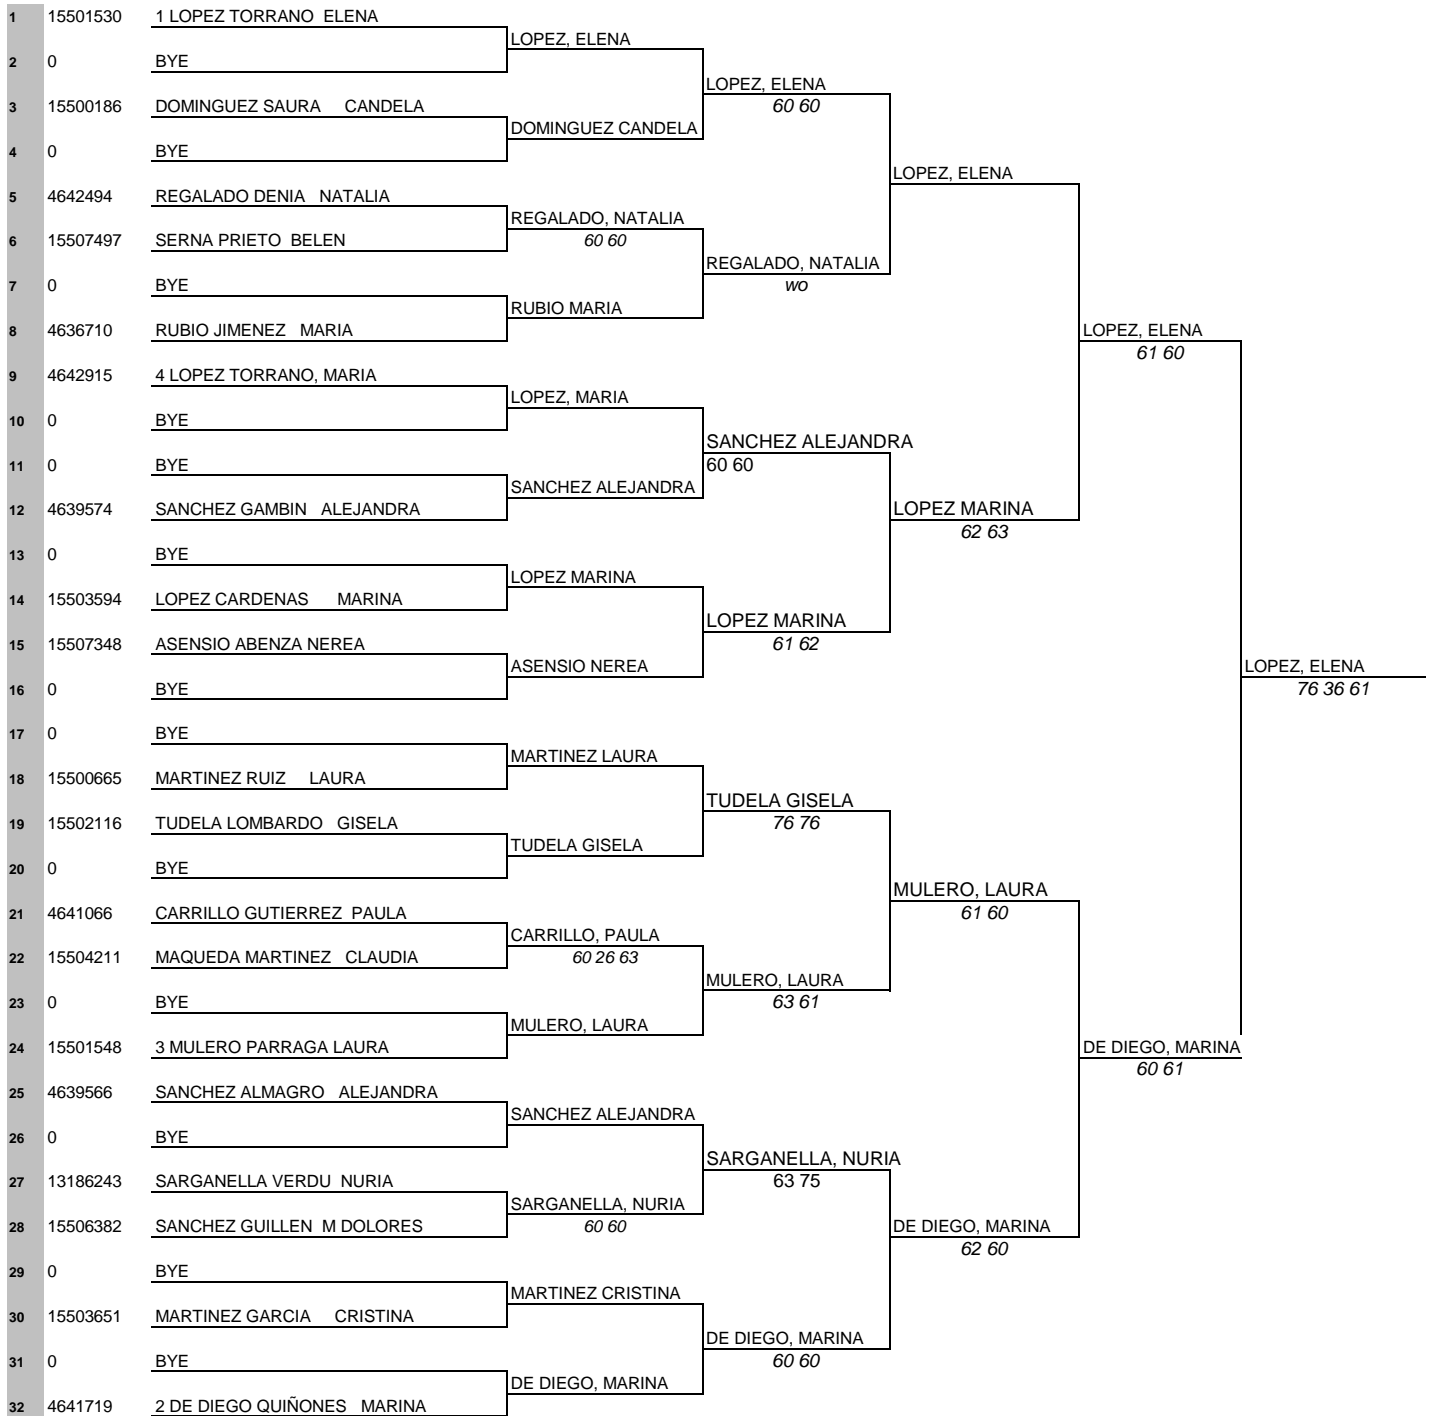 1 15501530 1 LOPEZ TORRANO ELENA
LOPEZ, ELENA
2 0 BYE
LOPEZ, ELENA
3 15500186 DOMINGUEZ SAURA CANDELA 60 60
DOMINGUEZ CANDELA
4 0 BYE
LOPEZ, ELENA
5 4642494 REGALADO DENIA NATALIA
REGALADO, NATALIA
6 15507497 SERNA PRIETO BELEN 60 60
REGALADO, NATALIA
7 0 BYE wo
RUBIO MARIA
8 4636710 RUBIO JIMENEZ MARIA LOPEZ, ELENA
61 60
9 4642915 4 LOPEZ TORRANO, MARIA
LOPEZ, MARIA
10 0 BYE
SANCHEZ ALEJANDRA
11 0 BYE 60 60
SANCHEZ ALEJANDRA
12 4639574 SANCHEZ GAMBIN ALEJANDRA LOPEZ MARINA
62 63
13 0 BYE
LOPEZ MARINA
14 15503594 LOPEZ CARDENAS MARINA
LOPEZ MARINA
15 15507348 ASENSIO ABENZA NEREA 61 62
ASENSIO NEREA LOPEZ, ELENA
16 0 BYE 76 36 61
17 0 BYE
MARTINEZ LAURA
18 15500665 MARTINEZ RUIZ LAURA
TUDELA GISELA
19 15502116 TUDELA LOMBARDO GISELA 76 76
TUDELA GISELA
20 0 BYE
MULERO, LAURA
21 4641066 CARRILLO GUTIERREZ PAULA 61 60
CARRILLO, PAULA
22 15504211 MAQUEDA MARTINEZ CLAUDIA 60 26 63
MULERO, LAURA
23 0 BYE 63 61
MULERO, LAURA
24 15501548 3 MULERO PARRAGA LAURA DE DIEGO, MARINA
60 61
25 4639566 SANCHEZ ALMAGRO ALEJANDRA
SANCHEZ ALEJANDRA
26 0 BYE
SARGANELLA, NURIA
27 13186243 SARGANELLA VERDU NURIA 63 75
SARGANELLA, NURIA
28 15506382 SANCHEZ GUILLEN M DOLORES 60 60 DE DIEGO, MARINA
62 60
29 0 BYE
MARTINEZ CRISTINA
30 15503651 MARTINEZ GARCIA CRISTINA
DE DIEGO, MARINA
31 0 BYE 60 60
DE DIEGO, MARINA
32 4641719 2 DE DIEGO QUIÑONES MARINA